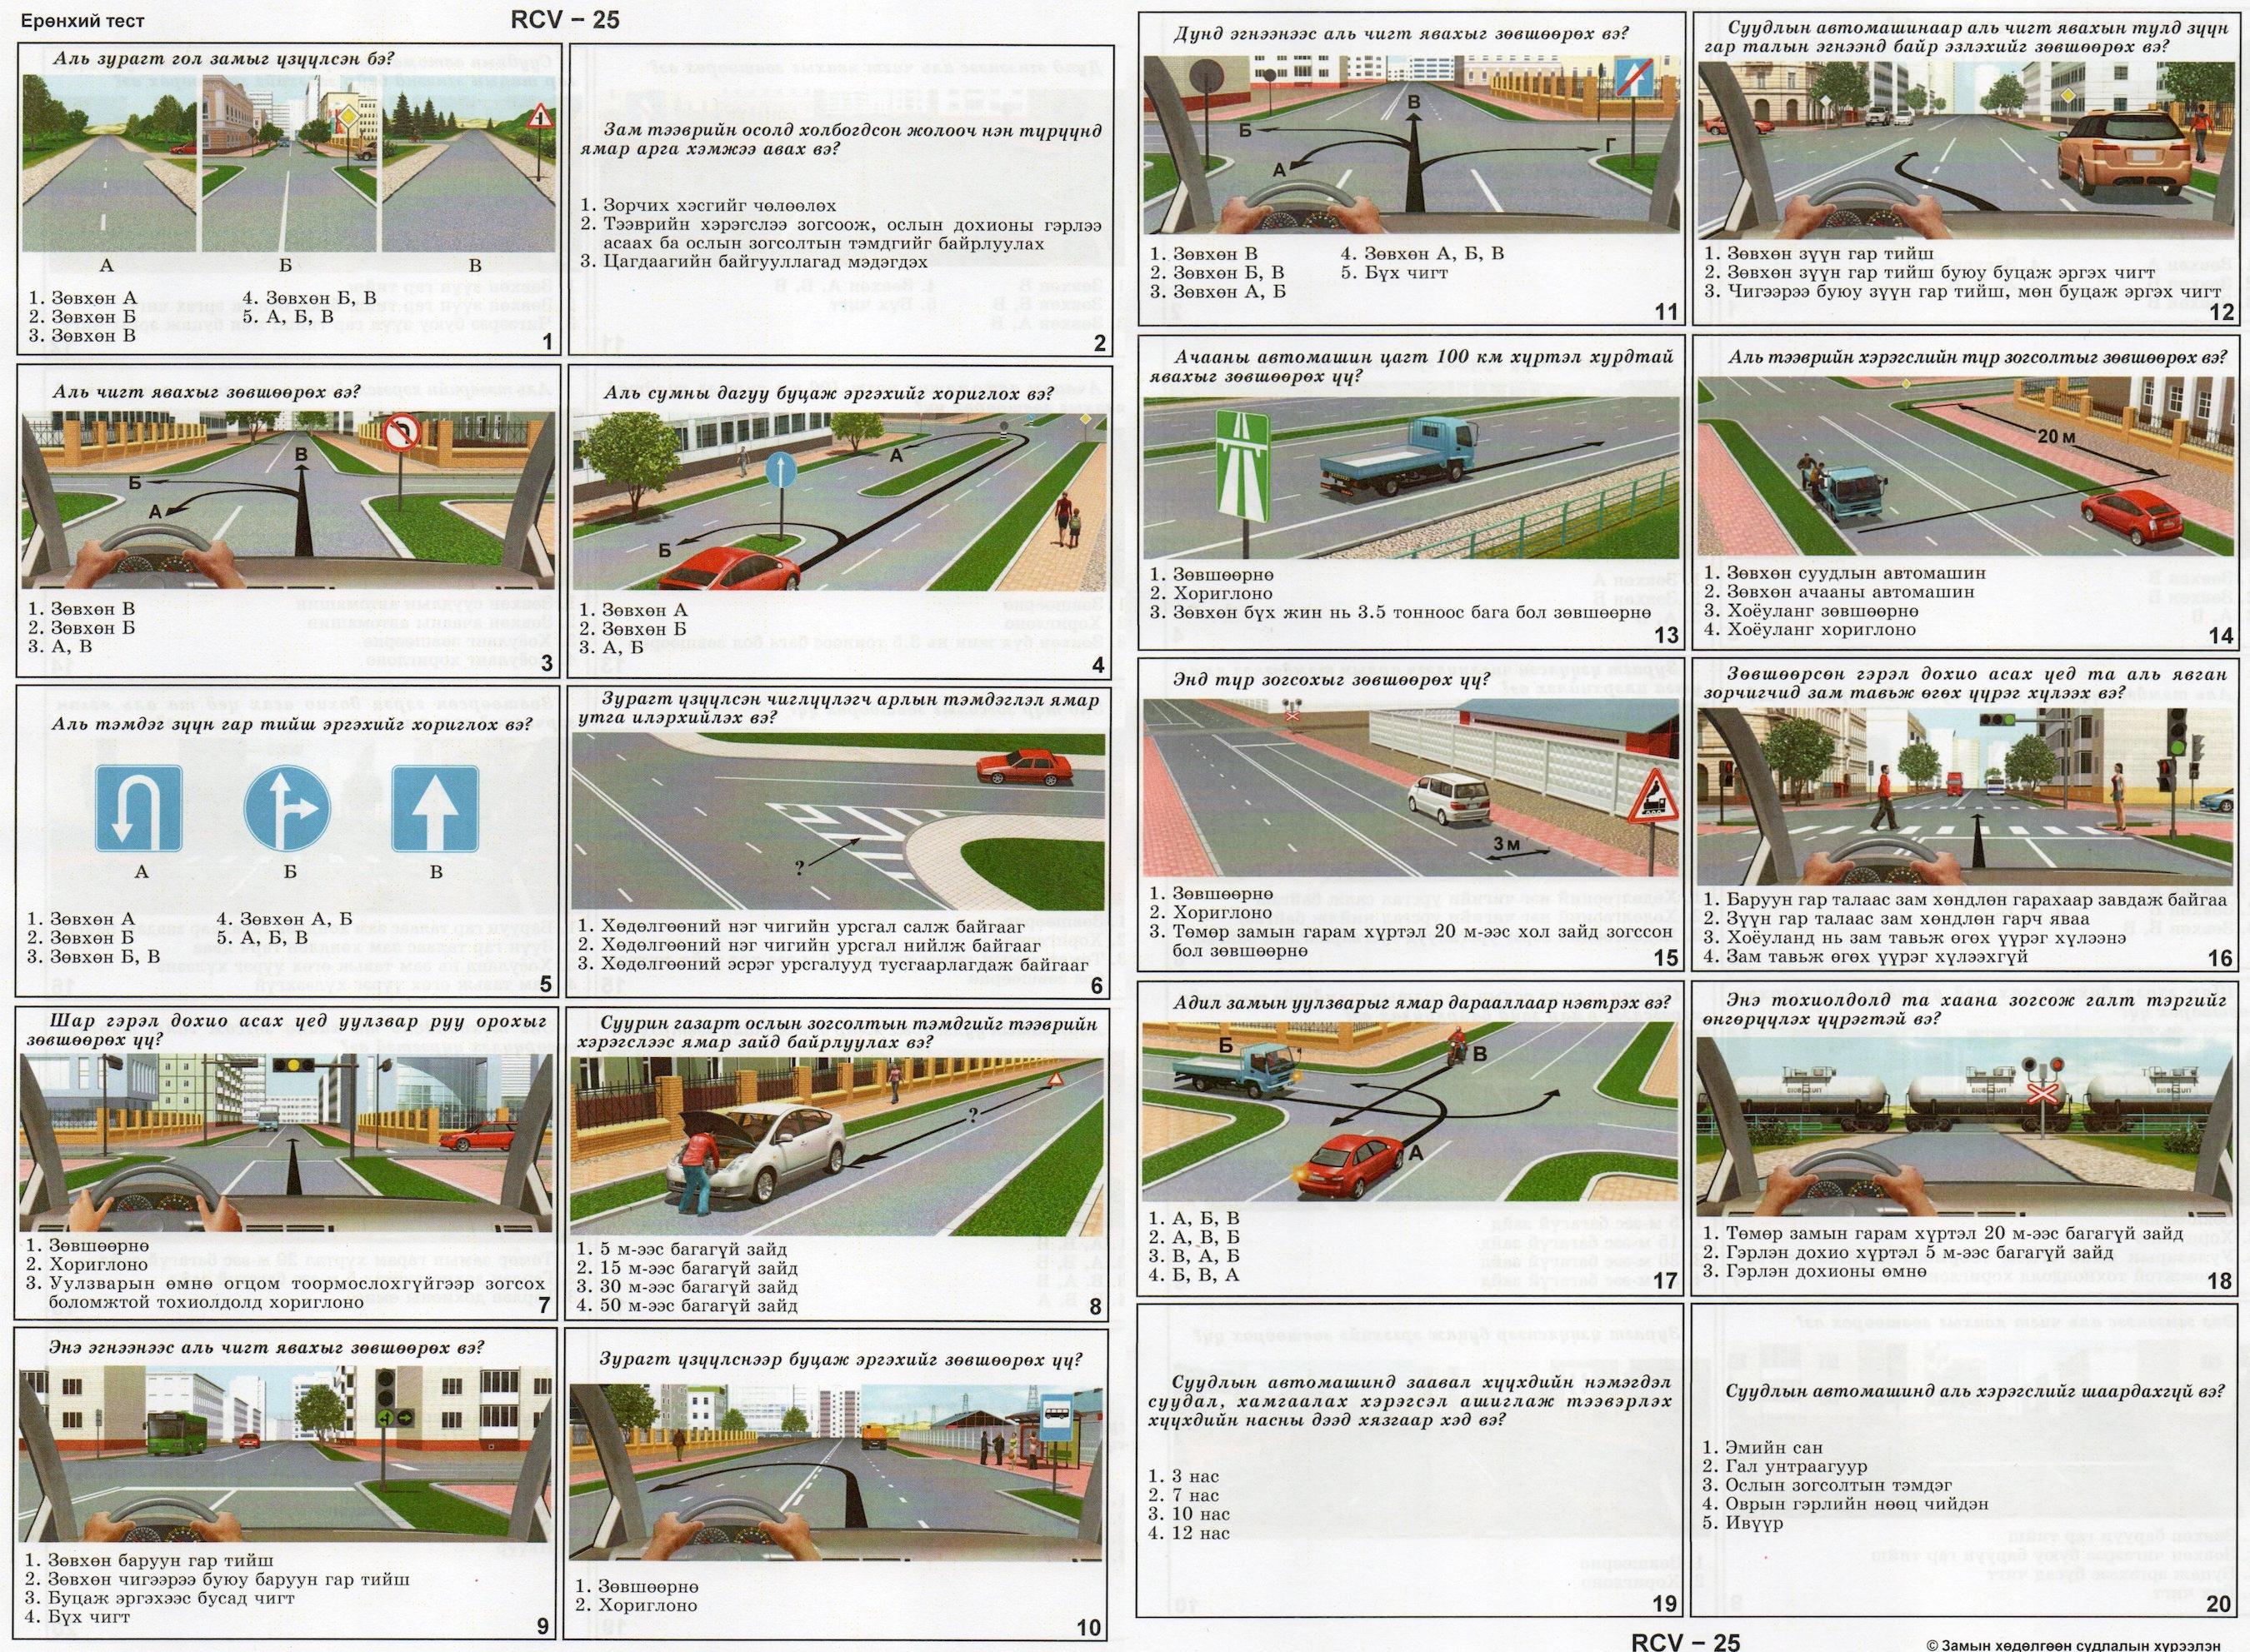 Ерөнхий тест
RCV – 25
Аль зурагт гол замыг үзүүлсэн бэ?
А
Б
В
1. Зөвхөн А
2. Зөвхөн Б
3. Зөвхөн В
4. Зөвхөн Б, В
5. А, Б, В
1
Зам тээврийн осолд холбогдсон жолооч нэн түрүүнд
ямар арга хэмжээ авах вэ?
1. Зорчих хэсгийг чөлөөлөх
2. Тээврийн хэрэгслээ зогсоож, ослын дохионы гэрлээ
асаах ба ослын зогсолтын тэмдгийг байрлуулах
3. Цагдаагийн байгууллагад мэдэгдэх
2
Аль чигт явахыг зөвшөөрөх вэ?
В
Б
А
1. Зөвхөн В
2. Зөвхөн Б
3. А, В
3
Аль сумны дагуу буцаж эргэхийг хориглох вэ?
А
Б
1. Зөвхөн А
2. Зөвхөн Б
3. А, Б
4
Аль тэмдэг зүүн гар тийш эргэхийг хориглох вэ?
А
Б
В
1. Зөвхөн А
2. Зөвхөн Б
3. Зөвхөн Б, В
4. Зөвхөн А, Б
5. А, Б, В
5
Зурагт үзүүлсэн чиглүүлэгч арлын тэмдэглэл ямар
утга илэрхийлэх вэ?
?
1. Хөдөлгөөний нэг чигийн урсгал салж байгааг
2. Хөдөлгөөний нэг чигийн урсгал нийлж байгааг
3. Хөдөлгөөний эсрэг урсгалууд тусгаарлагдаж байгааг
6
Шар гэрэл дохио асах үед уулзвар руу орохыг
зөвшөөрөх үү?
1. Зөвшөөрнө
2. Хориглоно
3. Уулзварын өмнө огцом тоормослохгүйгээр зогсох
боломжтой тохиолдолд хориглоно
7
Суурин газарт ослын зогсолтын тэмдгийг тээврийн
хэрэгслээс ямар зайд байрлуулах вэ?
?
1. 5 м-ээс багагүй зайд
2. 15 м-ээс багагүй зайд
3. 30 м-ээс багагүй зайд
4. 50 м-ээс багагүй зайд
8
Энэ эгнээнээс аль чигт явахыг зөвшөөрөх вэ?
1. Зөвхөн баруун гар тийш
2. Зөвхөн чигээрээ буюу баруун гар тийш
3. Буцаж эргэхээс бусад чигт
4. Бүх чигт
9
Зурагт үзүүлснээр буцаж эргэхийг зөвшөөрөх үү?
1. Зөвшөөрнө
2. Хориглоно
10
Дунд эгнээнээс аль чигт явахыг зөвшөөрөх вэ?
В
Б
А
Г
1. Зөвхөн В
2. Зөвхөн Б, В
3. Зөвхөн А, Б
4. Зөвхөн А, Б, В
5. Бүх чигт
11
Суудлын автомашинаар аль чигт явахын тулд зүүн
гар талын эгнээнд байр эзлэхийг зөвшөөрөх вэ?
1. Зөвхөн зүүн гар тийш
2. Зөвхөн зүүн гар тийш буюу буцаж эргэх чигт
3. Чигээрээ буюу зүүн гар тийш, мөн буцаж эргэх чигт
12
Ачааны автомашин цагт 100 км хүртэл хурдтай
явахыг зөвшөөрөх үү?
1. Зөвшөөрнө
2. Хориглоно
3. Зөвхөн бүх жин нь 3.5 тонноос бага бол зөвшөөрнө
13
Аль тээврийн хэрэгслийн түр зогсолтыг зөвшөөрөх вэ?
20 м
1. Зөвхөн суудлын автомашин
2. Зөвхөн ачааны автомашин
3. Хоёуланг зөвшөөрнө
4. Хоёуланг хориглоно
14
Энд түр зогсохыг зөвшөөрөх үү?
3 м
1. Зөвшөөрнө
2. Хориглоно
3. Төмөр замын гарам хүртэл 20 м-ээс хол зайд зогссон
бол зөвшөөрнө
15
Зөвшөөрсөн гэрэл дохио асах үед та аль явган
зорчигчид зам тавьж өгөх үүрэг хүлээх вэ?
1. Баруун гар талаас зам хөндлөн гарахаар завдаж байгаа
2. Зүүн гар талаас зам хөндлөн гарч яваа
3. Хоёуланд нь зам тавьж өгөх үүрэг хүлээнэ
4. Зам тавьж өгөх үүрэг хүлээхгүй
16
Адил замын уулзварыг ямар дарааллаар нэвтрэх вэ?
Б
В
А
1. А, Б, В
2. А, В, Б
3. В, А, Б
4. Б, В, А
17
Энэ тохиолдолд та хаана зогсож галт тэргийг
өнгөрүүлэх үүрэгтэй вэ?
1. Төмөр замын гарам хүртэл 20 м-ээс багагүй зайд
2. Гэрлэн дохио хүртэл 5 м-ээс багагүй зайд
3. Гэрлэн дохионы өмнө
18
Суудлын автомашинд заавал хүүхдийн нэмэгдэл
суудал, хамгаалах хэрэгсэл ашиглаж тээвэрлэх
хүүхдийн насны дээд хязгаар хэд вэ?
1. 3 нас
2. 7 нас
3. 10 нас
4. 12 нас
19
Суудлын автомашинд аль хэрэгслийг шаардахгүй вэ?
1. Эмийн сан
2. Гал унтраагуур
3. Ослын зогсолтын тэмдэг
4. Оврын гэрлийн нөөц чийдэн
5. Ивүүр
20
RCV – 25
© Замын хөдөлгөөн судлалын хүрээлэн